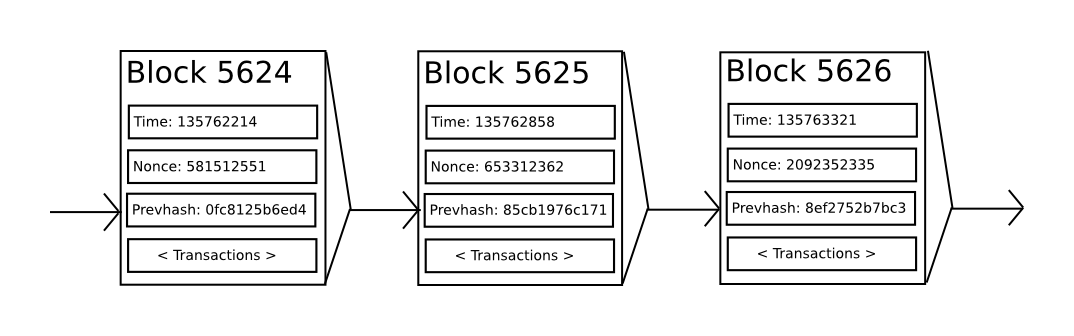 Block 5624
Time: 135762214
Nonce: 581512551
Prevhash: 0fc8125b6ed4
< Transactions >
Block 5625
Time: 135762858
Nonce: 653312362
Prevhash: 85cb1976c171
< Transactions >
Block 5626
Time: 135763321
Nonce: 2092352335
Prevhash: 8ef2752b7bc3
< Transactions >